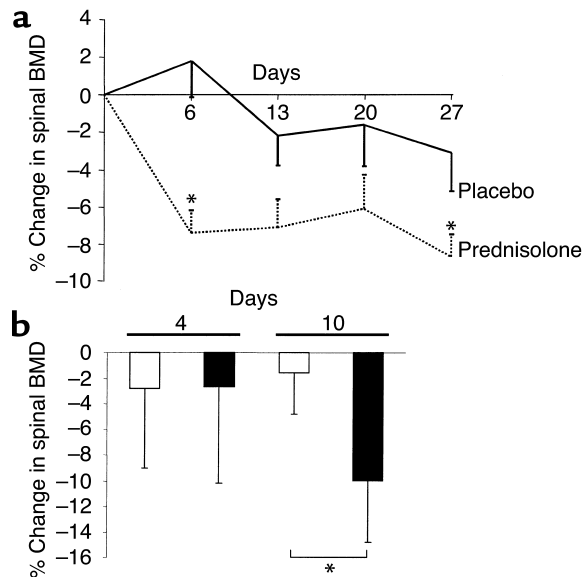 a
% Change in spinal BMD
4
2
0
−2
−4
−6
−8
−10
Days
6 13 20 27
*
*
Placebo
Prednisolone
b
% Change in spinal BMD
Days
4 10
0
−2
−4
−6
−8
−10
−12
−14
−16
*